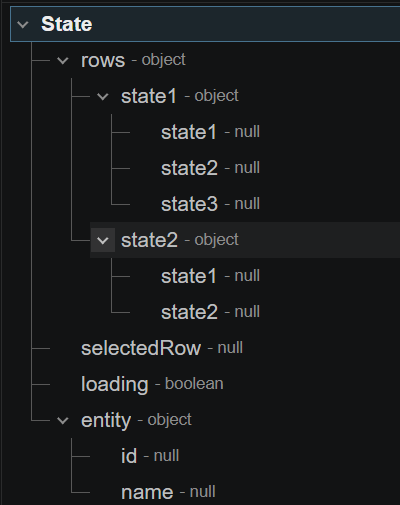 State
rows - object
state1 - object
state1 - null
state2 - null
state3 - null
state2 - object
state1 - null
state2 - null
selectedRow - null
loading - boolean
entity - object
id - null
name - null